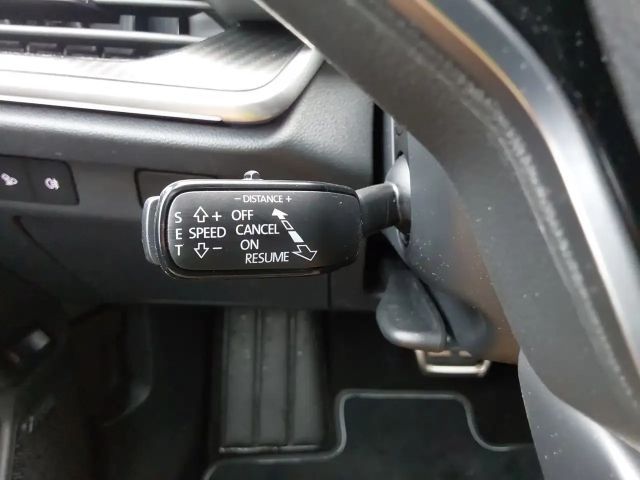 - DISTANCE +
S + OFF
E SPEED CANCEL
T - ON
RESUME